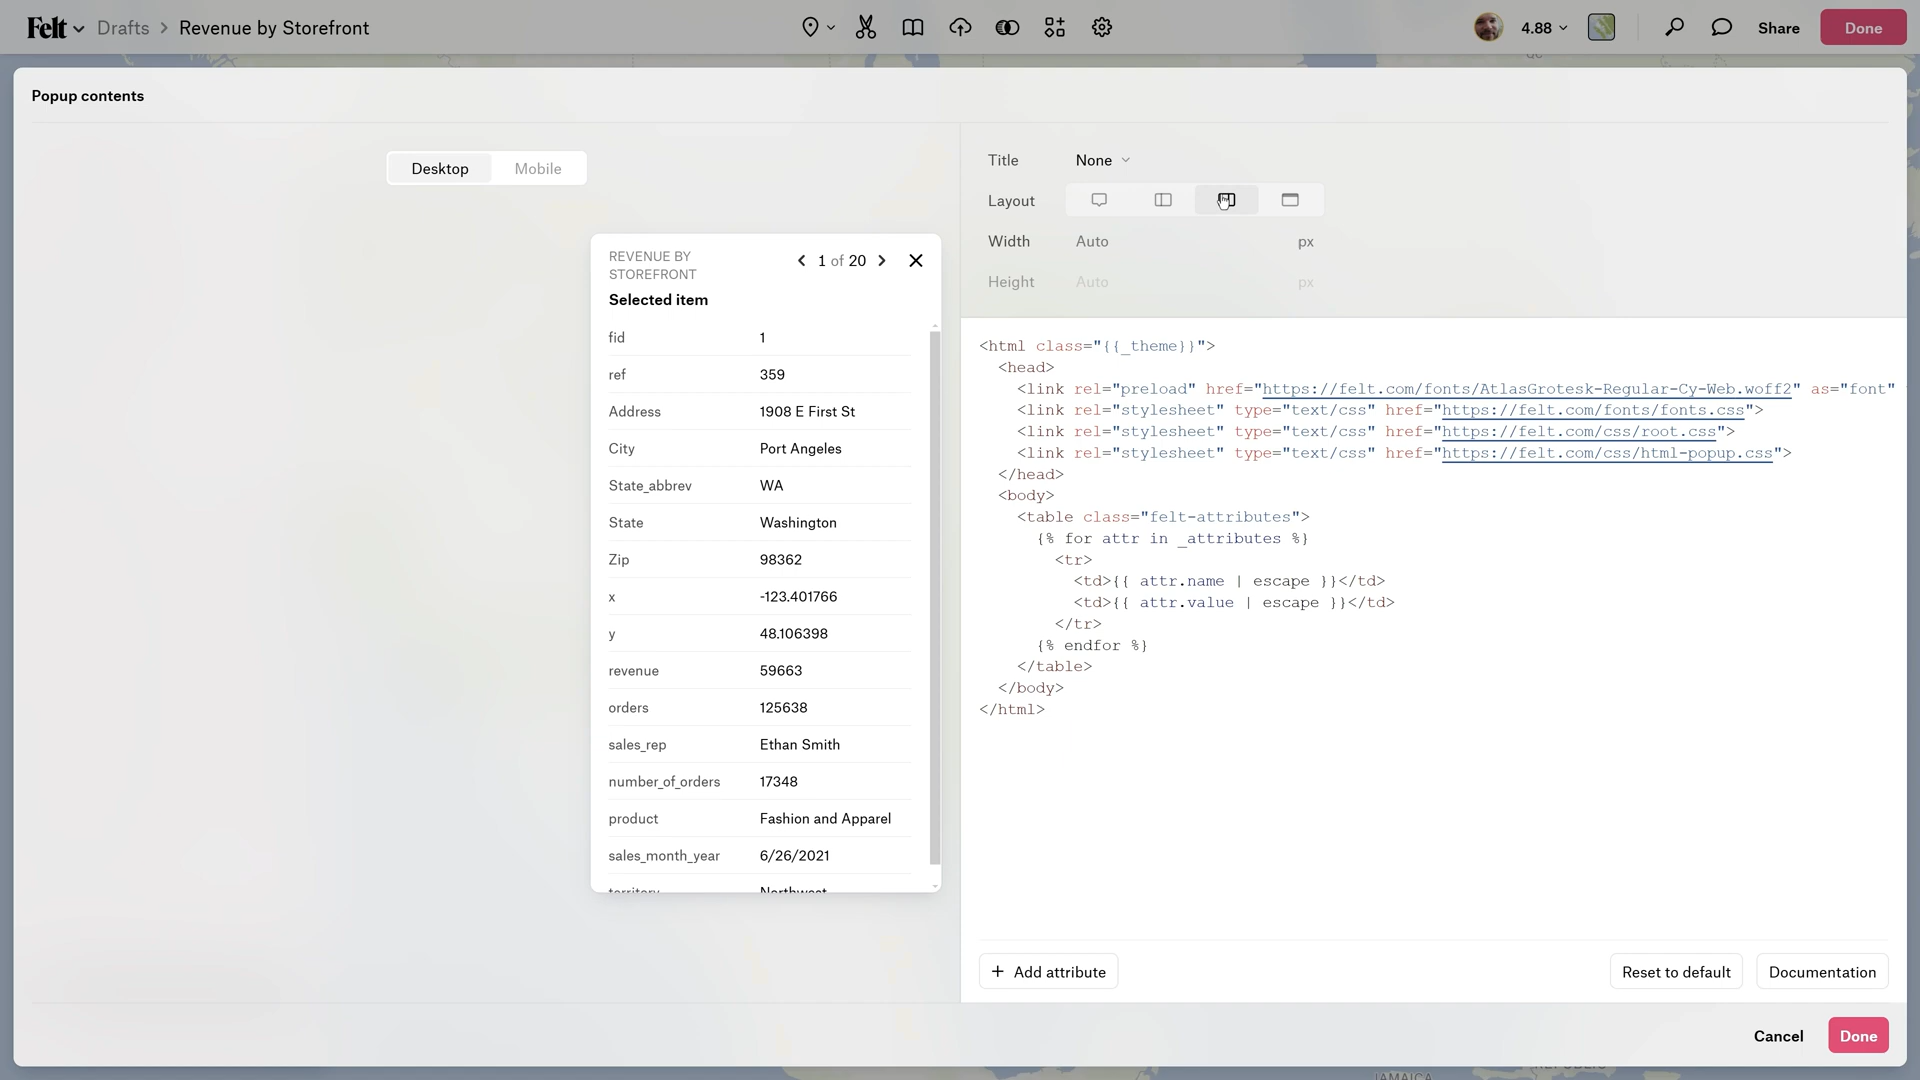 Felt Drafts > Revenue by Storefront
4.88 Share Done
QC
Popup contents
Desktop Mobile
REVENUE BY
STOREFRONT
1 of 20
Selected item
fid 1
ref 359
Address 1908 E First St
City Port Angeles
State_abbrev WA
State Washington
Zip 98362
x -123.401766
y 48.106398
revenue 59663
orders 125638
sales_rep Ethan Smith
number_of_orders 17348
product Fashion and Apparel
sales_month_year 6/26/2021
territory Northwest
Title None
Layout
Width Auto px
Height Auto px
<html class="{{_theme}}">
<head>
<link rel="preload" href="https://felt.com/fonts/AtlasGrotesk-Regular-Cy-Web.woff2" as="font"
<link rel="stylesheet" type="text/css" href="https://felt.com/fonts/fonts.css">
<link rel="stylesheet" type="text/css" href="https://felt.com/css/root.css">
<link rel="stylesheet" type="text/css" href="https://felt.com/css/html-popup.css">
</head>
<body>
<table class="felt-attributes">
{% for attr in _attributes %}
<tr>
<td>{{ attr.name | escape }}</td>
<td>{{ attr.value | escape }}</td>
</tr>
{% endfor %}
</table>
</body>
</html>
+ Add attribute
Reset to default
Documentation
Cancel
Done
JAMAICA